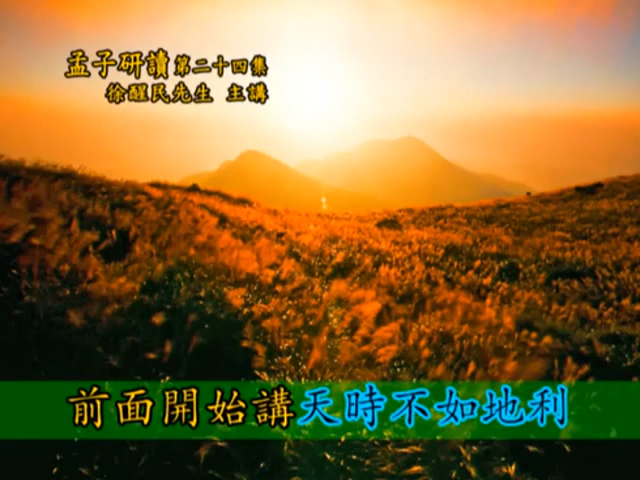 孟子研讀第二十四集
徐醒民先生 主講
前面開始講天時不如地利